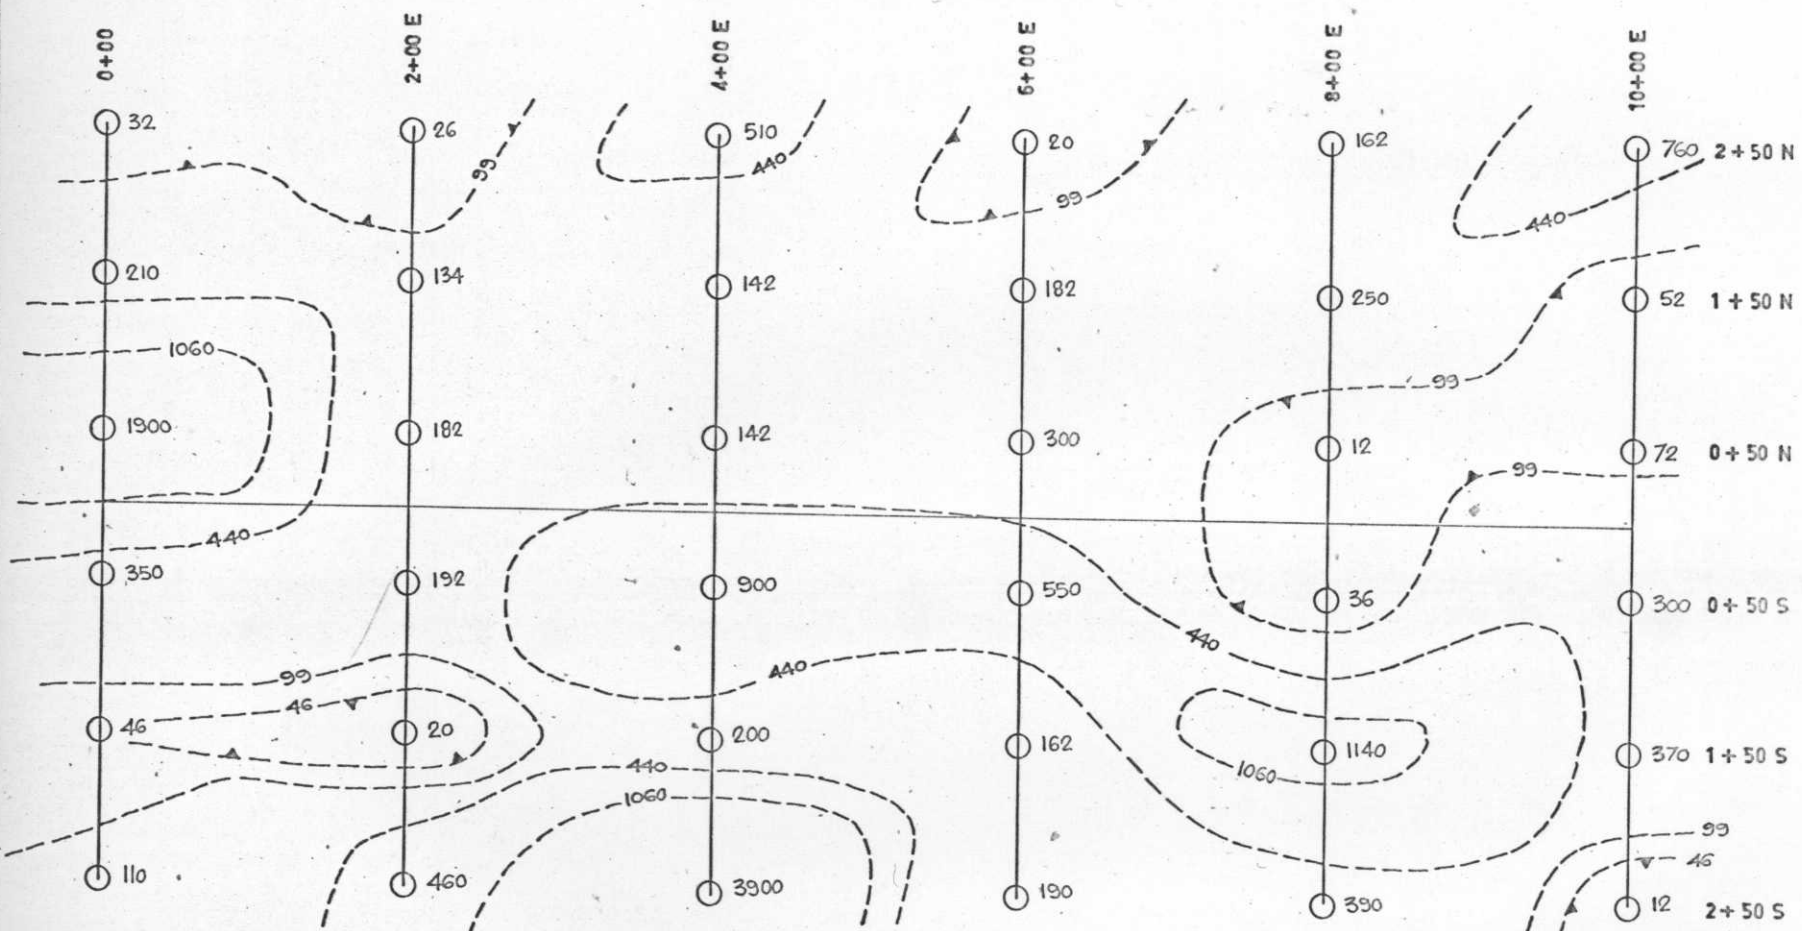 0+00 2+00 E 4+00 E 6+00 E 8+00 E 10+00 E
32 26 510 20 162 760 2+50 N
99 440 99 440
210 134 142 182 250 52 1+50 N
1060 99
1900 182 142 300 12 72 0+50 N
99
440
350 192 900 550 36 300 0+50 S
440
99 440
46
46 20 200 162 1140 370 1+50 S
440 1060
1060
99
46
110 460 3900 190 390 12 2+50 S